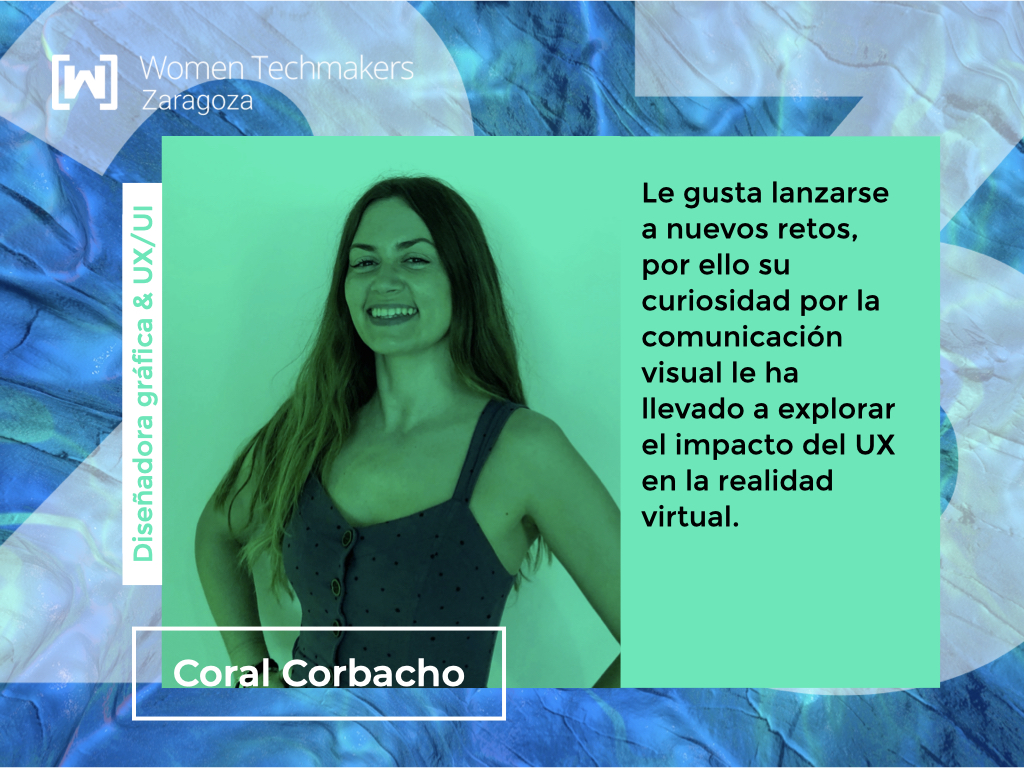 Women Techmakers
Zaragoza
Diseñadora gráfica & UX/UI
Le gusta lanzarse
a nuevos retos,
por ello su
curiosidad por la
comunicación
visual le ha
llevado a explorar
el impacto del UX
en la realidad
virtual.
Coral Corbacho